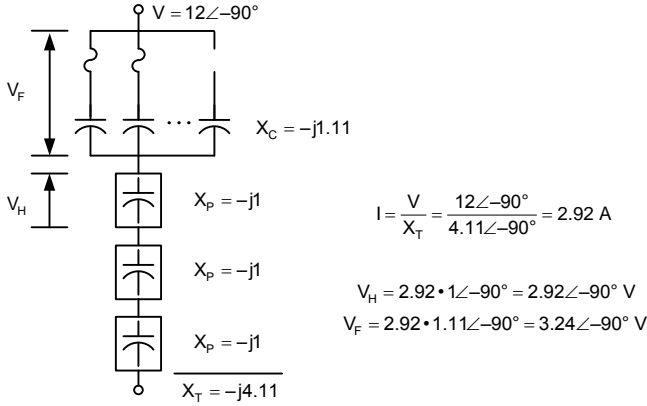 V = 12∠–90°
V_F
X_C = –j1.11
V_H
X_P = –j1
X_P = –j1
X_P = –j1
X_T = –j4.11
I = V / X_T = 12∠–90° / 4.11∠–90° = 2.92 A
V_H = 2.92 • 1∠–90° = 2.92∠–90° V
V_F = 2.92 • 1.11∠–90° = 3.24∠–90° V